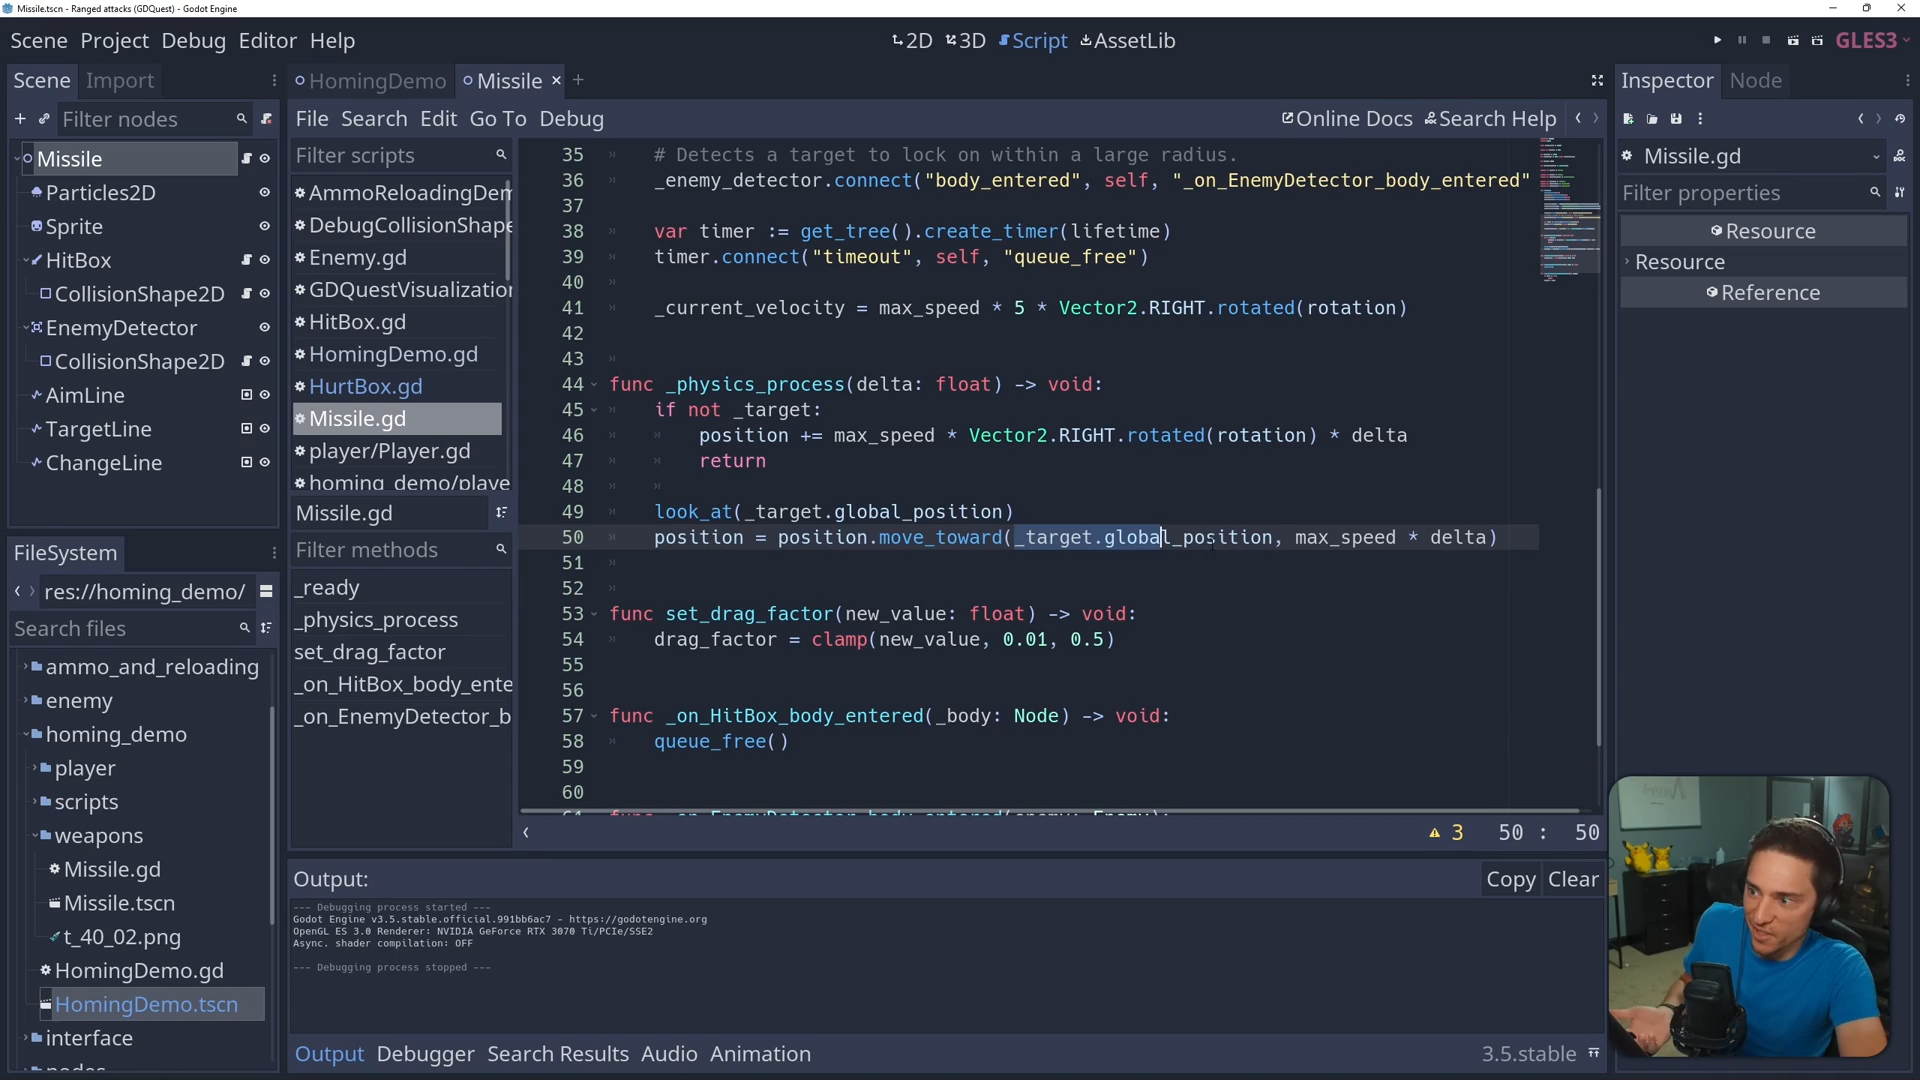 Missile.tscn - Ranged attacks (GDQuest) - Godot Engine
Scene Project Debug Editor Help
2D 3D Script AssetLib
GLES3
Scene Import
Filter nodes
Missile
Particles2D
Sprite
HitBox
CollisionShape2D
EnemyDetector
CollisionShape2D
AimLine
TargetLine
ChangeLine
FileSystem
res://homing_demo/
Search files
ammo_and_reloading
enemy
homing_demo
player
scripts
weapons
Missile.gd
Missile.tscn
t_40_02.png
HomingDemo.gd
HomingDemo.tscn
interface
HomingDemo Missile
File Search Edit Go To Debug
Online Docs Search Help
Filter scripts
AmmoReloadingDem
DebugCollisionShape
Enemy.gd
GDQuestVisualization
HitBox.gd
HomingDemo.gd
HurtBox.gd
Missile.gd
player/Player.gd
homing_demo/playe
Missile.gd
Filter methods
_ready
_physics_process
set_drag_factor
_on_HitBox_body_ente
_on_EnemyDetector_b
35 # Detects a target to lock on within a large radius.
36 _enemy_detector.connect("body_entered", self, "_on_EnemyDetector_body_entered"
37
38 var timer := get_tree().create_timer(lifetime)
39 timer.connect("timeout", self, "queue_free")
40
41 _current_velocity = max_speed * 5 * Vector2.RIGHT.rotated(rotation)
42
43
44 func _physics_process(delta: float) -> void:
45 if not _target:
46 position += max_speed * Vector2.RIGHT.rotated(rotation) * delta
47 return
48
49 look_at(_target.global_position)
50 position = position.move_toward(_target.global_position, max_speed * delta)
51
52
53 func set_drag_factor(new_value: float) -> void:
54 drag_factor = clamp(new_value, 0.01, 0.5)
55
56
57 func _on_HitBox_body_entered(_body: Node) -> void:
58 queue_free()
59
60
3 50 : 50
Output:
Copy Clear
--- Debugging process started ---
Godot Engine v3.5.stable.official.991bb6ac7 - https://godotengine.org
OpenGL ES 3.0 Renderer: NVIDIA GeForce RTX 3070 Ti/PCIe/SSE2
Async. shader compilation: OFF
--- Debugging process stopped ---
Output Debugger Search Results Audio Animation
3.5.stable
Inspector Node
Missile.gd
Filter properties
Resource
Resource
Reference